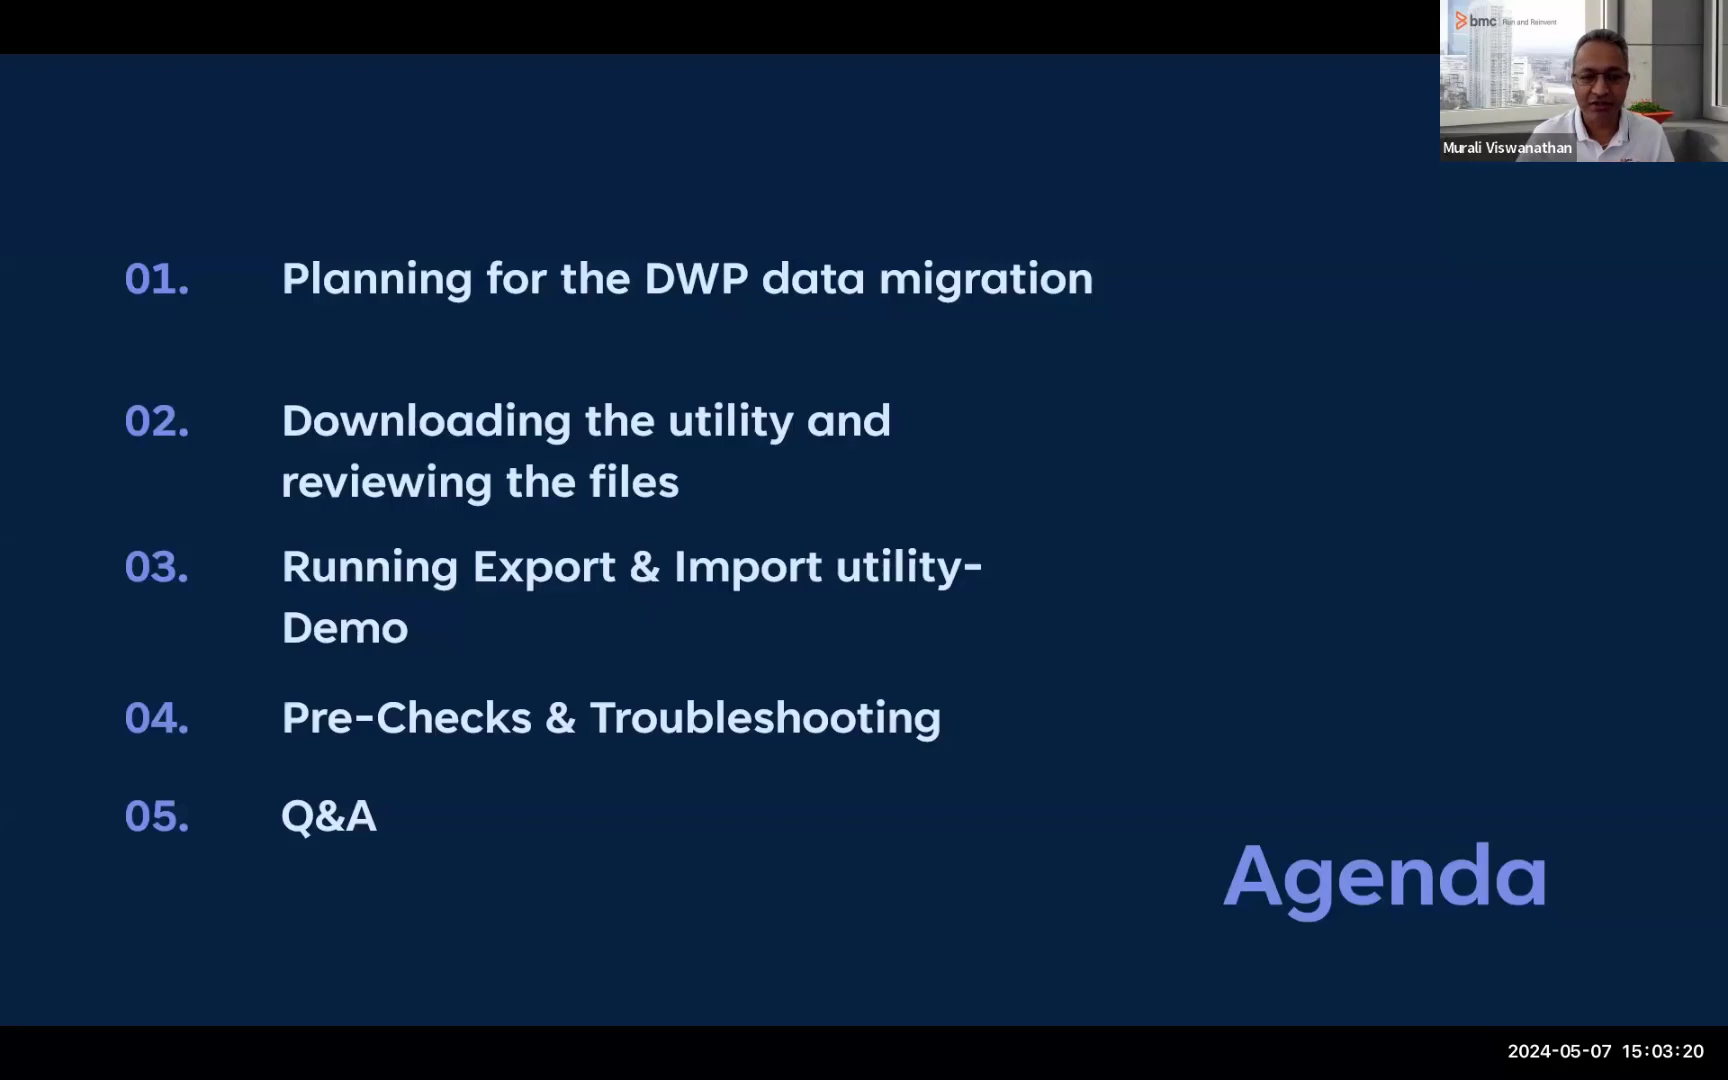 bmc Run and Reinvent
Murali Viswanathan
01. Planning for the DWP data migration
02. Downloading the utility and
reviewing the files
03. Running Export & Import utility-
Demo
04. Pre-Checks & Troubleshooting
05. Q&A
Agenda
2024-05-07 15:03:20